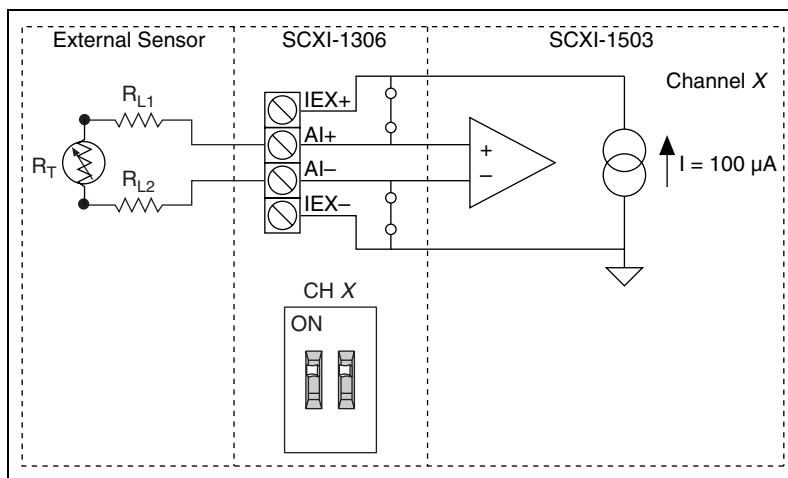 External Sensor
SCXI-1306
SCXI-1503
Channel X
IEX+
RL1
AI+
+
RT
AI–
–
I = 100 µA
RL2
IEX–
CH X
ON